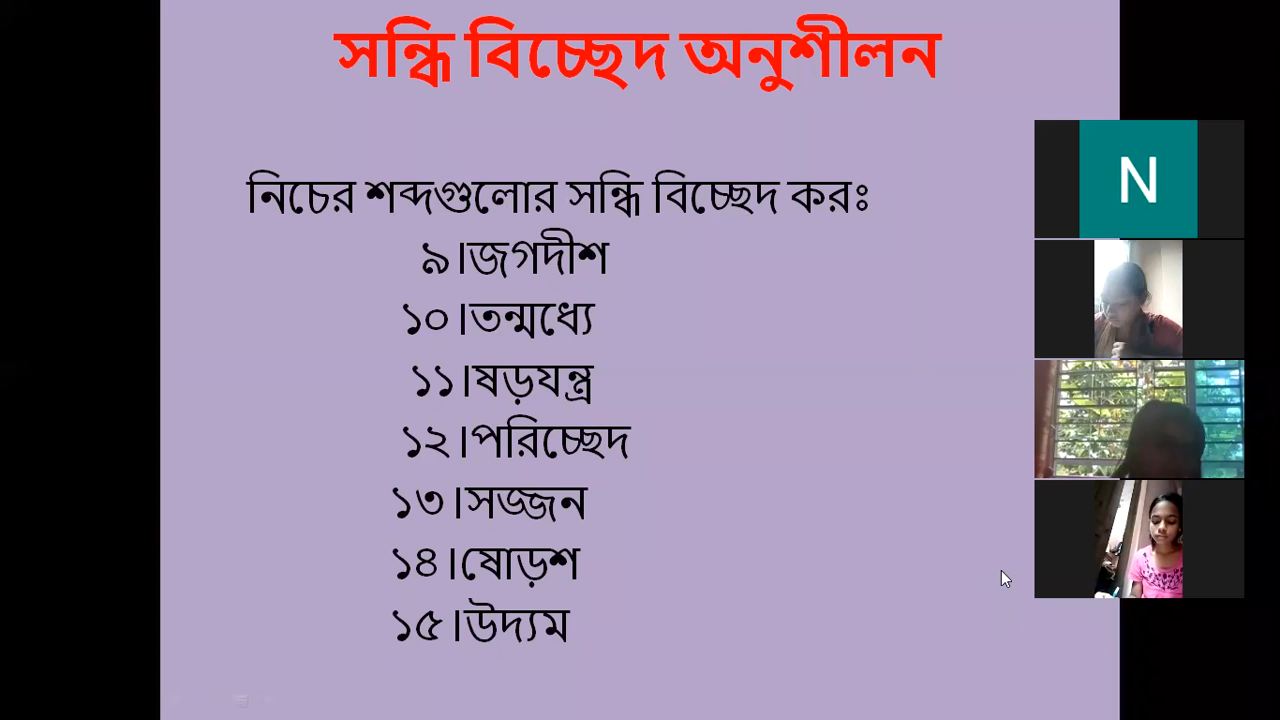 সন্ধি বিচ্ছেদ অনুশীলন
নিচের শব্দগুলোর সন্ধি বিচ্ছেদ করঃ
৯।জগদীশ
১০।তন্মধ্যে
১১।ষড়যন্ত্র
১২।পরিচ্ছেদ
১৩।সজ্জন
১৪।ষোড়শ
১৫।উদ্যম
N